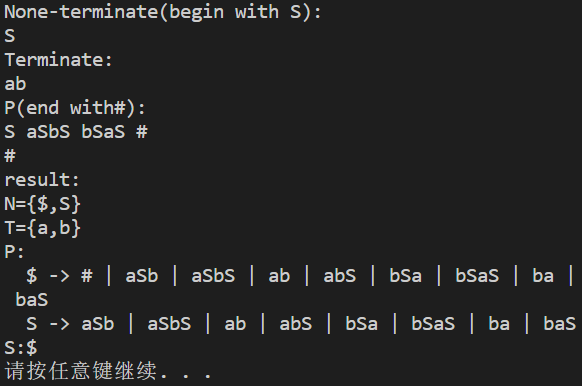 None-terminate(begin with S):
S
Terminate:
ab
P(end with#):
S aSbS bSaS #
#
result:
N={$,S}
T={a,b}
P:
  $ -> # | aSb | aSbS | ab | abS | bSa | bSaS | ba |
 baS
  S -> aSb | aSbS | ab | abS | bSa | bSaS | ba | baS
S:$
请按任意键继续. . .